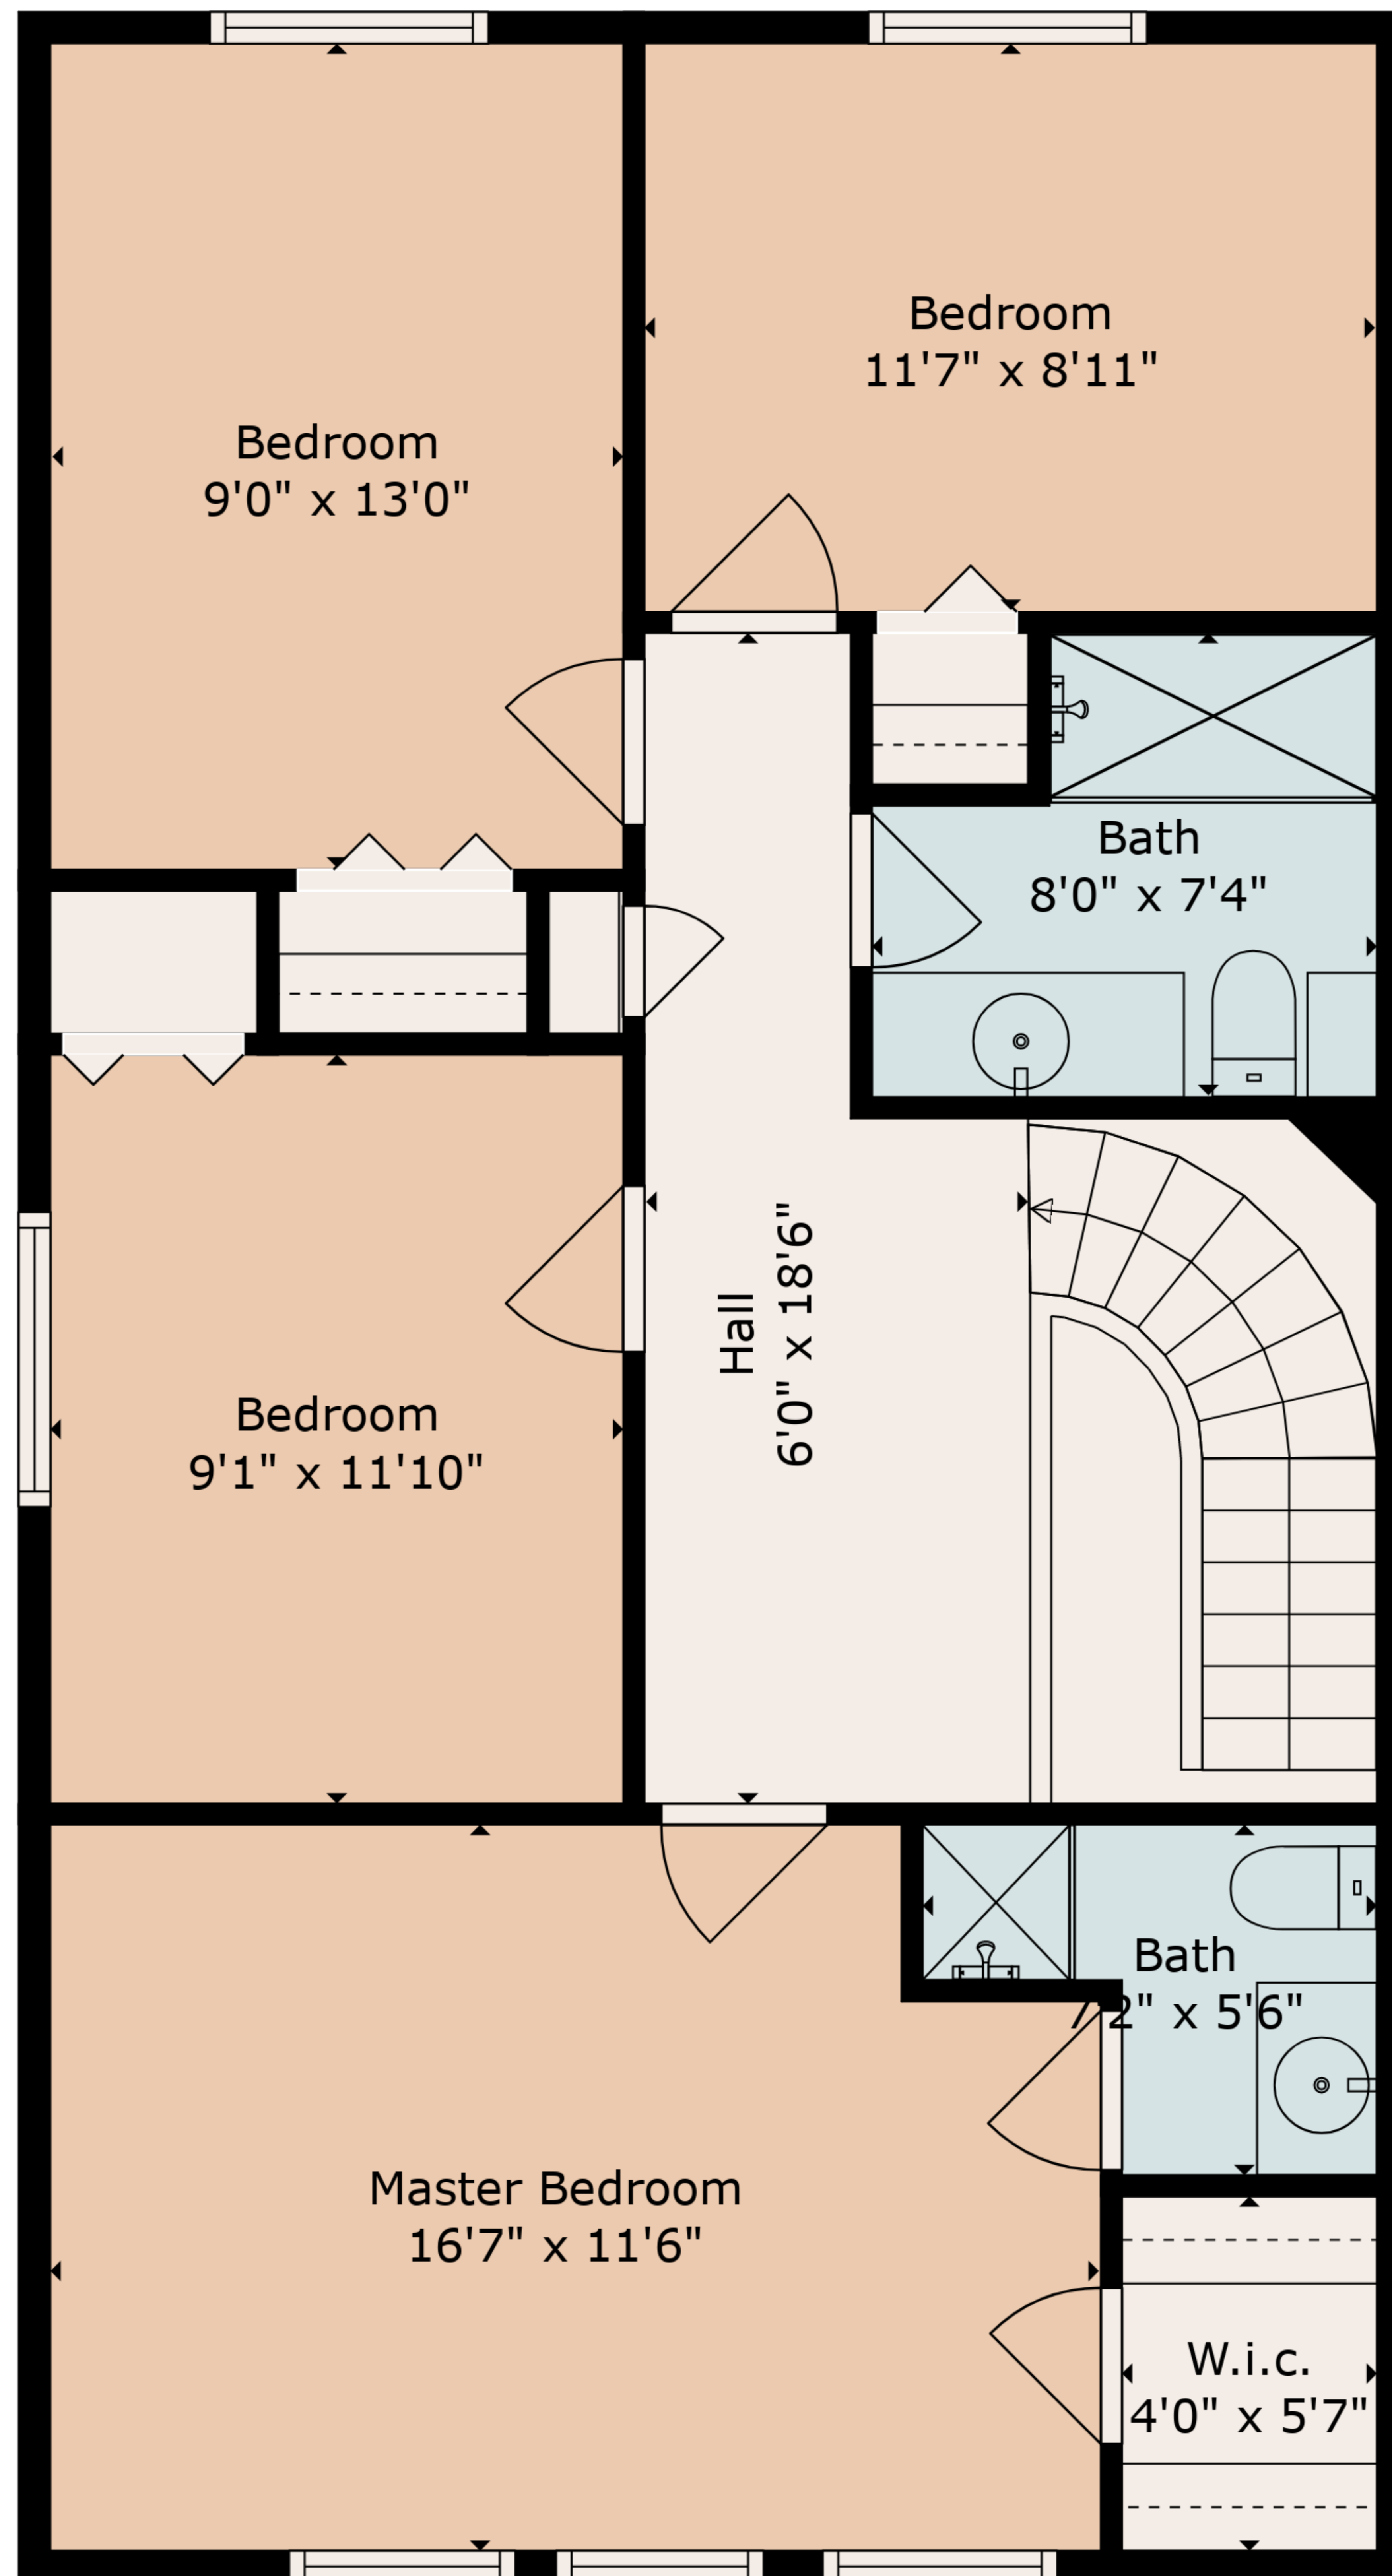 Bedroom
11'7" x 8'11"
Bedroom
9'0" x 13'0"
Bath
8'0" x 7'4"
Hall
6'0" x 18'6"
Bedroom
9'1" x 11'10"
Bath
7'2" x 5'6"
Master Bedroom
16'7" x 11'6"
W.i.c.
4'0" x 5'7"